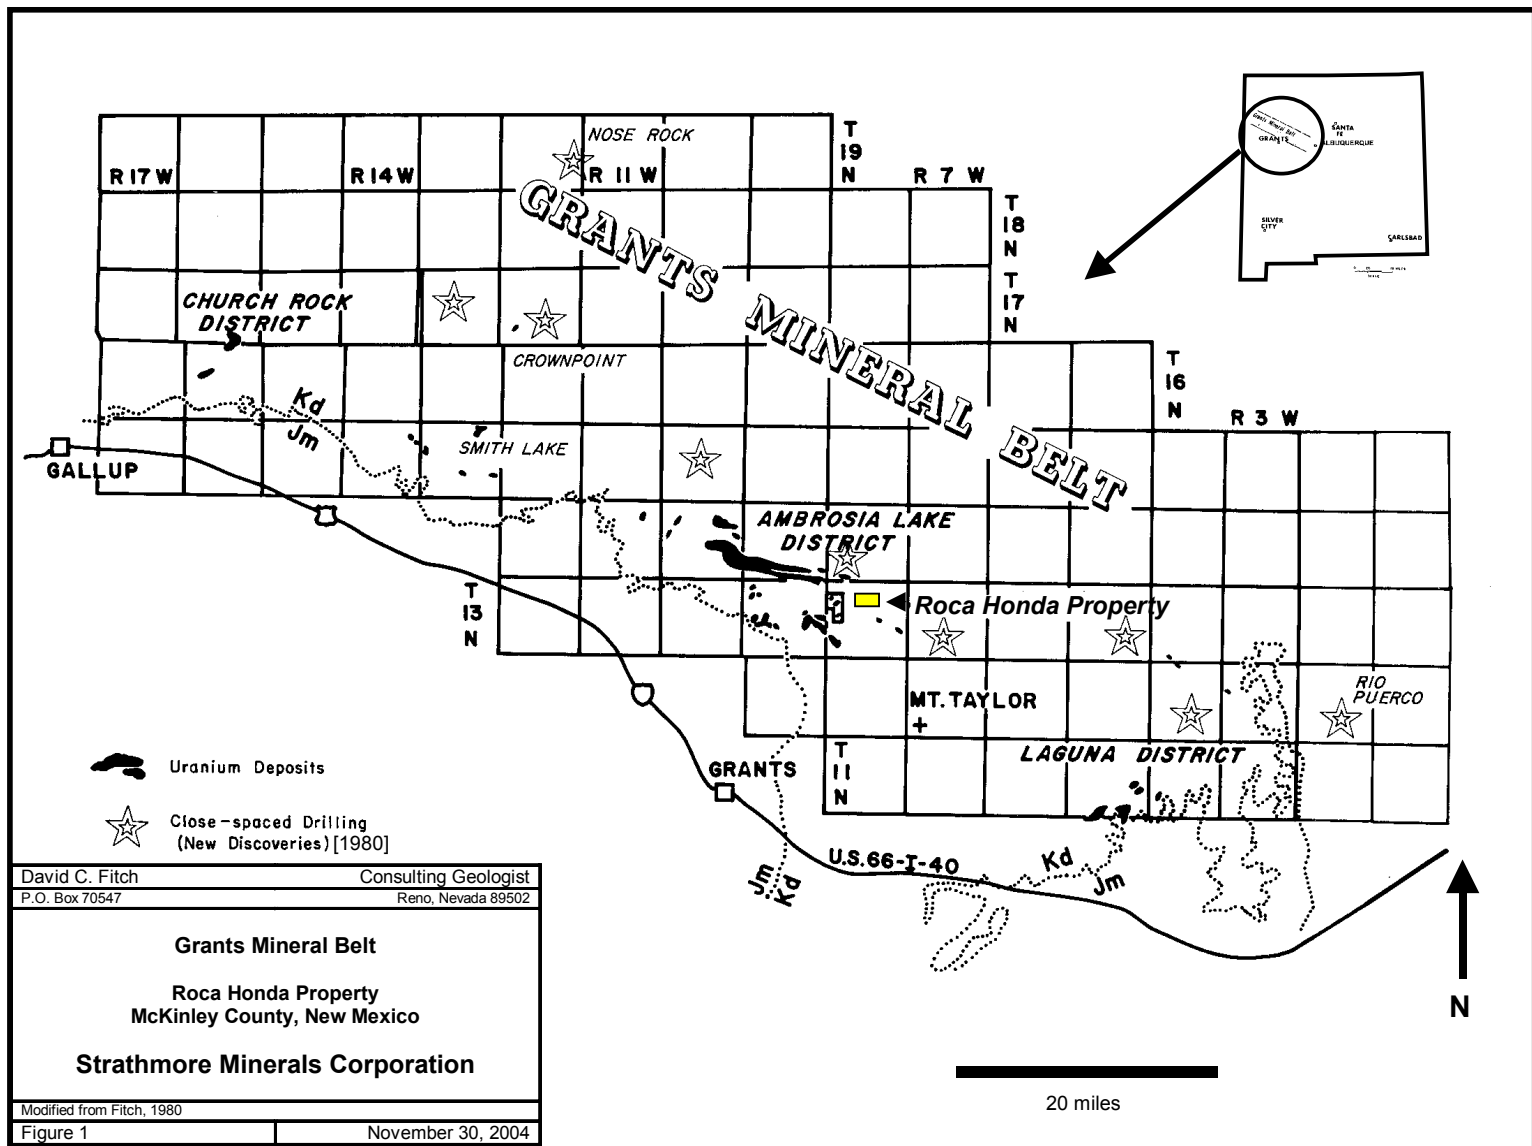 NOSE ROCK
T
19
N
R 17 W
R 14 W
R 11 W
R 7 W
T
18
N
T
17
N
GRANTS MINERAL BELT
Grants Mineral Belt
GRANTS
SANTA
FE
ALBUQUERQUE
SILVER
CITY
CARLSBAD
CHURCH ROCK
DISTRICT
CROWNPOINT
T
16
N
R 3 W
Kd
Jm
SMITH LAKE
GALLUP
AMBROSIA LAKE
DISTRICT
T
13
N
Roca Honda Property
MT. TAYLOR
+
RIO
PUERCO
LAGUNA DISTRICT
GRANTS
T
11
N
Uranium Deposits
Close-spaced Drilling
(New Discoveries) [1980]
U.S.66-I-40
Jm
Kd
Kd
Jm
David C. Fitch Consulting Geologist
P.O. Box 70547 Reno, Nevada 89502
Grants Mineral Belt
Roca Honda Property
McKinley County, New Mexico
Strathmore Minerals Corporation
Modified from Fitch, 1980
Figure 1 November 30, 2004
N
20 miles